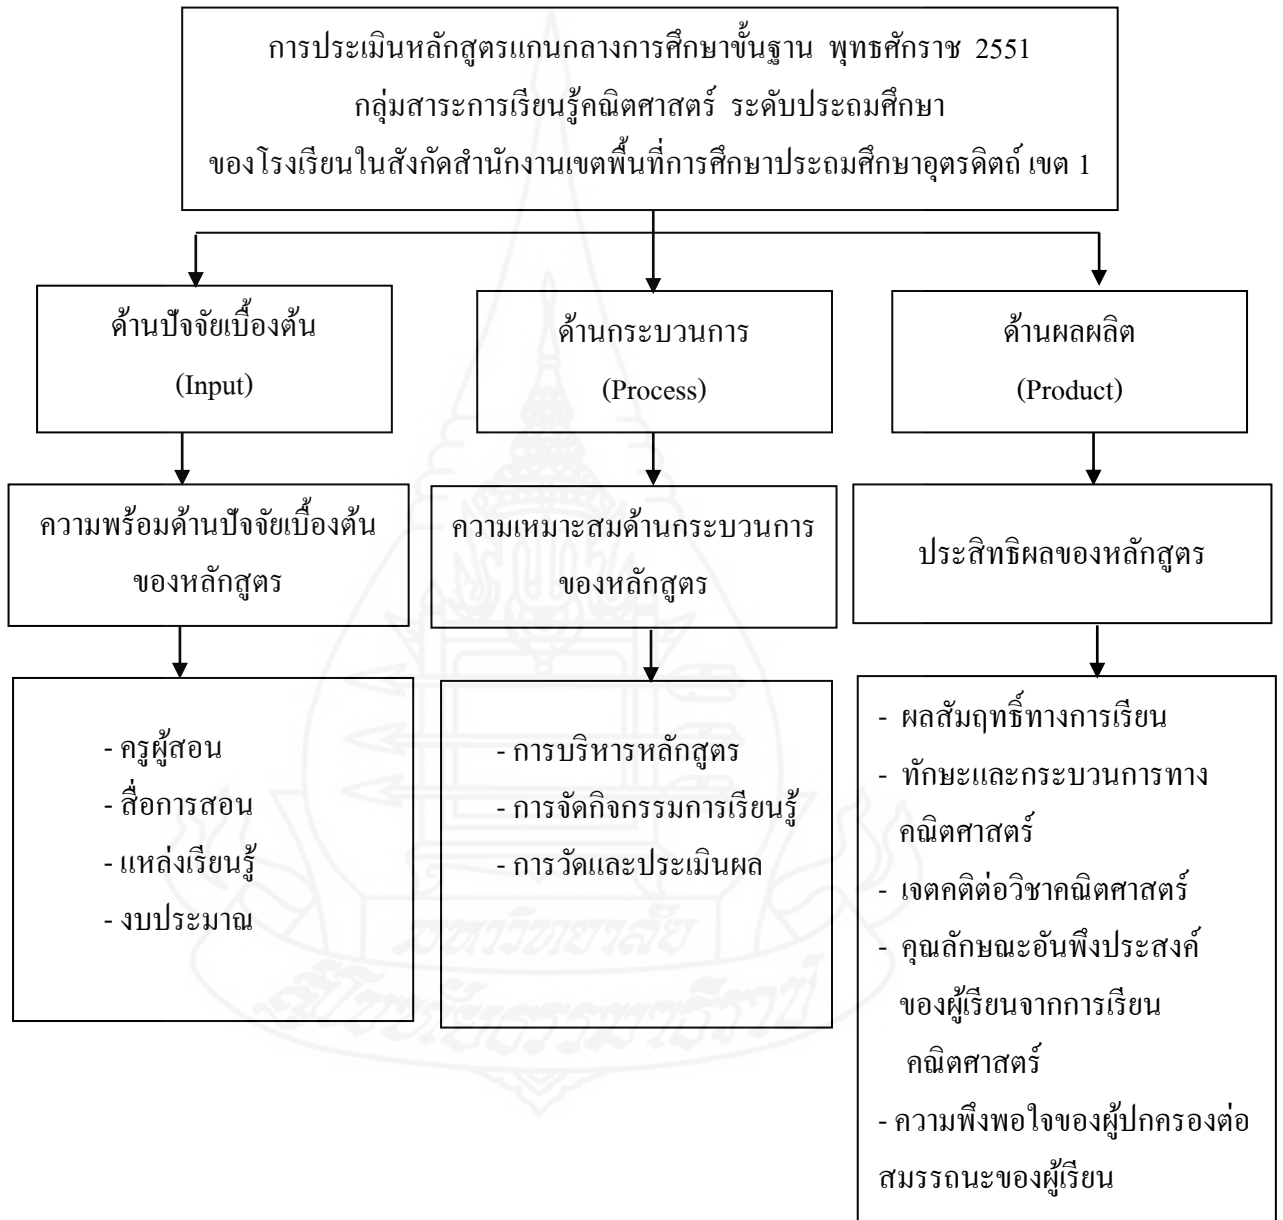 การประเมินหลักสูตรแกนกลางการศึกษาขั้นฐาน พุทธศักราช 2551
กลุ่มสาระการเรียนรู้คณิตศาสตร์ ระดับประถมศึกษา
ของโรงเรียนในสังกัดสำนักงานเขตพื้นที่การศึกษาประถมศึกษาอุตรดิตถ์ เขต 1
ด้านปัจจัยเบื้องต้น
(Input)
ด้านกระบวนการ
(Process)
ด้านผลผลิต
(Product)
ความพร้อมด้านปัจจัยเบื้องต้น
ของหลักสูตร
ความเหมาะสมด้านกระบวนการ
ของหลักสูตร
ประสิทธิผลของหลักสูตร
- ครูผู้สอน
- สื่อการสอน
- แหล่งเรียนรู้
- งบประมาณ
- การบริหารหลักสูตร
- การจัดกิจกรรมการเรียนรู้
- การวัดและประเมินผล
- ผลสัมฤทธิ์ทางการเรียน
- ทักษะและกระบวนการทาง
คณิตศาสตร์
- เจตคติต่อวิชาคณิตศาสตร์
- คุณลักษณะอันพึงประสงค์
ของผู้เรียนจากการเรียน
คณิตศาสตร์
- ความพึงพอใจของผู้ปกครองต่อ
สมรรถนะของผู้เรียน
มหาวิทยาลัย
สุโขทัยธรรมาธิราช